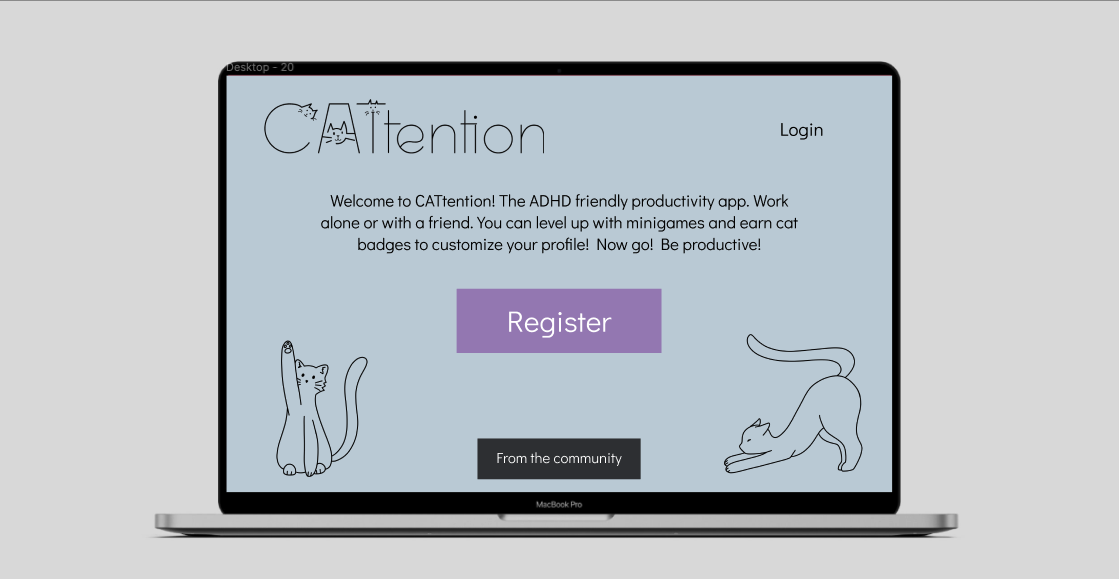 Desktop - 20
CATtention
Login
Welcome to CATtention! The ADHD friendly productivity app. Work
alone or with a friend. You can level up with minigames and earn cat
badges to customize your profile!  Now go!  Be productive!
Register
From the community
MacBook Pro